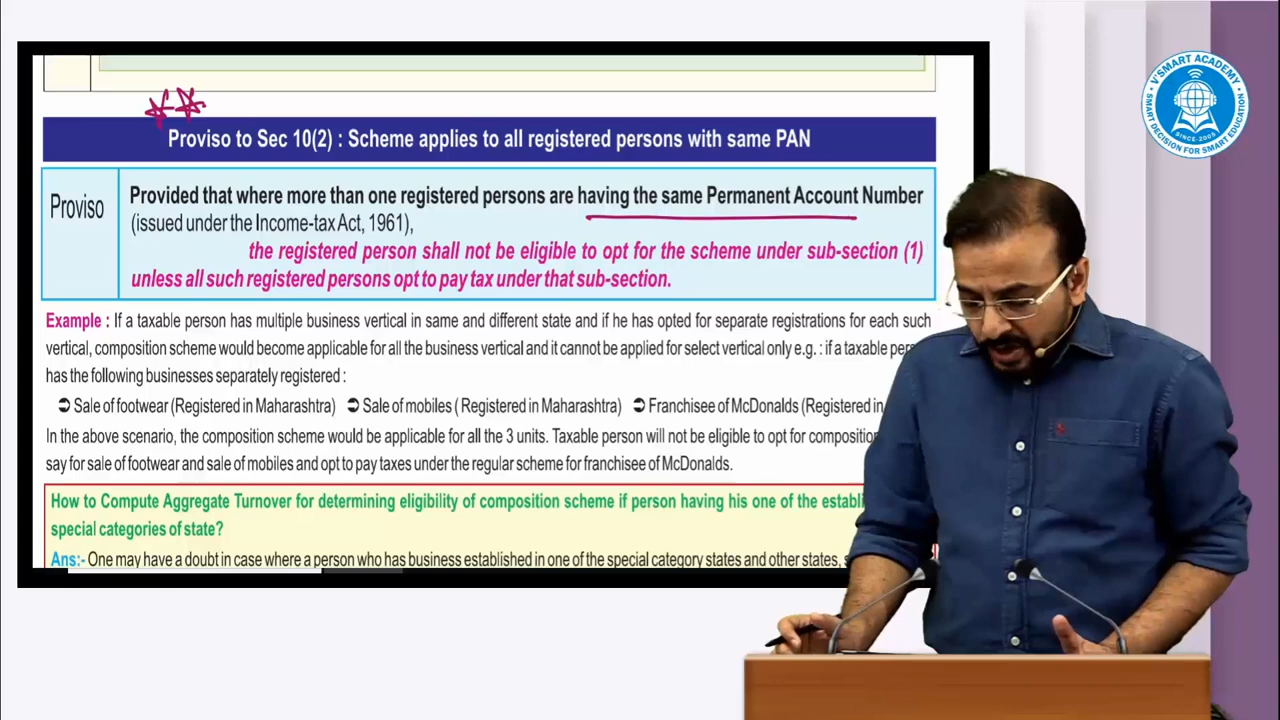 Proviso to Sec 10(2) : Scheme applies to all registered persons with same PAN
Proviso
Provided that where more than one registered persons are having the same Permanent Account Number
(issued under the Income-tax Act, 1961),
the registered person shall not be eligible to opt for the scheme under sub-section (1)
unless all such registered persons opt to pay tax under that sub-section.
Example : If a taxable person has multiple business vertical in same and different state and if he has opted for separate registrations for each such
vertical, composition scheme would become applicable for all the business vertical and it cannot be applied for select vertical only e.g. : if a taxable
has the following businesses separately registered :
➲ Sale of footwear (Registered in Maharashtra) ➲ Sale of mobiles ( Registered in Maharashtra) ➲ Franchisee of McDonalds (Registered in
In the above scenario, the composition scheme would be applicable for all the 3 units. Taxable person will not be eligible to opt for
say for sale of footwear and sale of mobiles and opt to pay taxes under the regular scheme for franchisee of McDonalds.
How to Compute Aggregate Turnover for determining eligibility of composition scheme if person having his one of the
special categories of state?
Ans:- One may have a doubt in case where a person who has business established in one of the special category states and other states,
V'SMART ACADEMY
SINCE-2005
SMART DECISION FOR SMART EDUCATION